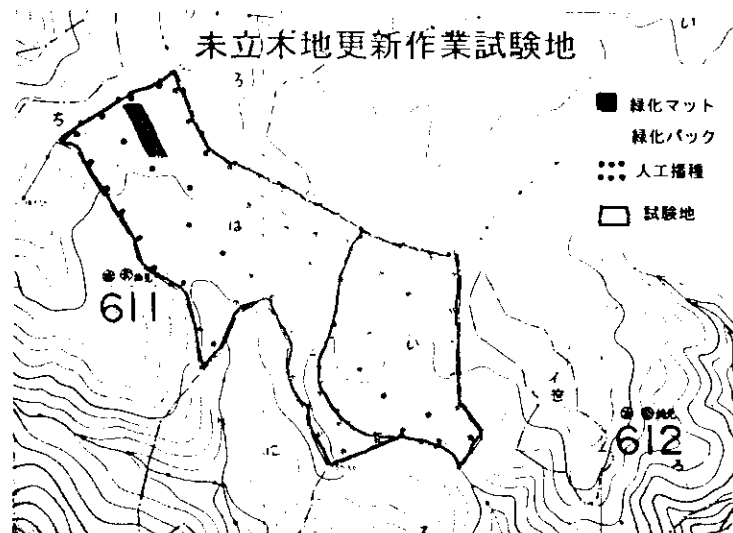 い
未立木地更新作業試験地
ろ
緑化マット
ち
緑化パック
人工播種
試験地
は
611
い
イ
612
ろ
に